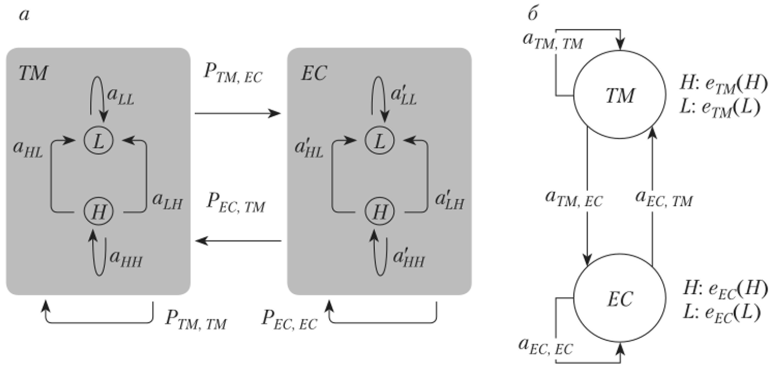 а
TM
a_LL
L
a_HL
a_LH
H
a_HH
P_TM, EC
P_EC, TM
EC
a′_LL
L
a′_HL
a′_LH
H
a′_HH
P_TM, TM
P_EC, EC
б
a_TM, TM
TM
H: e_TM(H)
L: e_TM(L)
a_TM, EC
a_EC, TM
EC
H: e_EC(H)
L: e_EC(L)
a_EC, EC